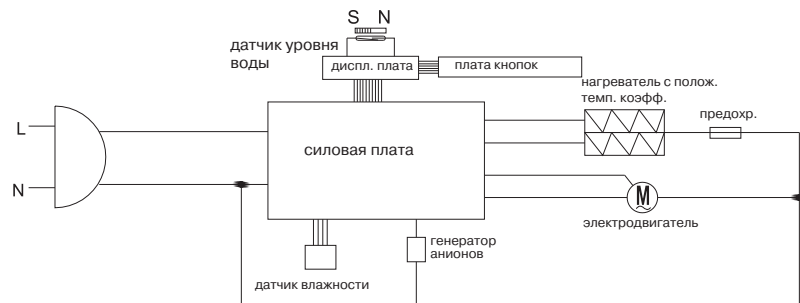 S N
датчик уровня
воды
диспл. плата
плата кнопок
нагреватель с полож.
темп. коэфф.
предохр.
L
силовая плата
N
M
электродвигатель
генератор
анионов
датчик влажности